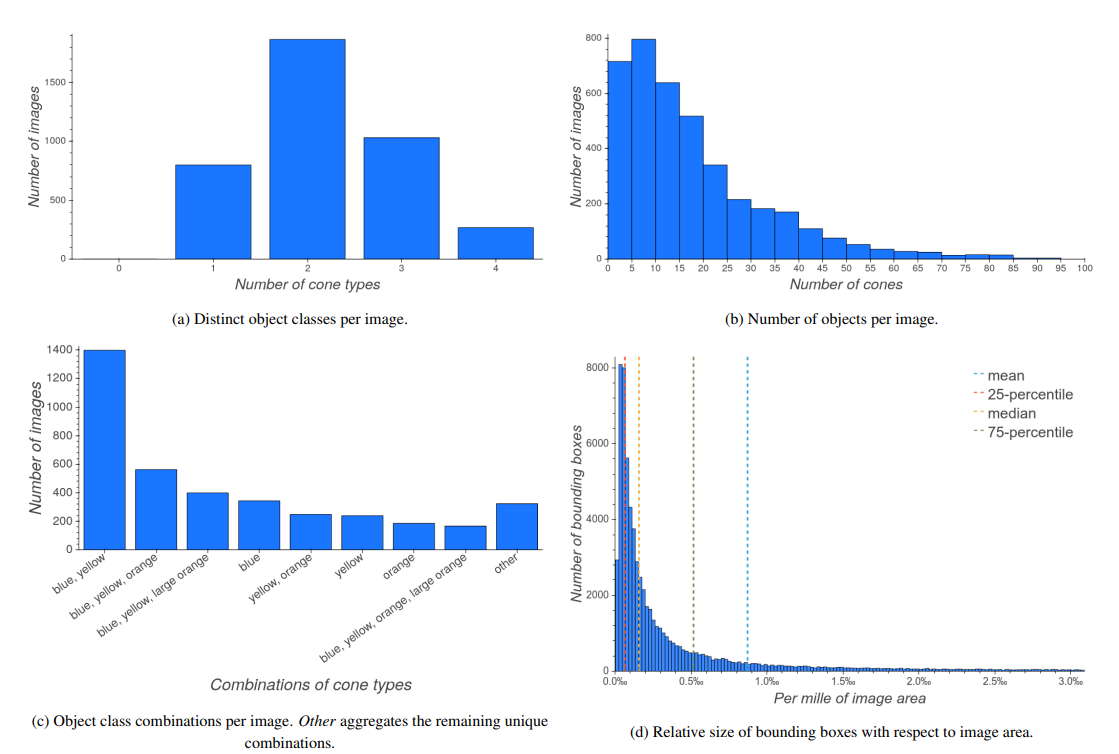 Number of images
1500
1000
500
0
0 1 2 3 4
Number of cone types
(a) Distinct object classes per image.
Number of images
800
600
400
200
0
0 5 10 15 20 25 30 35 40 45 50 55 60 65 70 75 80 85 90 95 100
Number of cones
(b) Number of objects per image.
Number of images
1400
1200
1000
800
600
400
200
0
blue, yellow
blue, yellow, orange
blue, yellow, large orange
blue
yellow, orange
yellow
orange
blue, yellow, orange, large orange
other
Combinations of cone types
(c) Object class combinations per image. Other aggregates the remaining unique
combinations.
Number of bounding boxes
8000
6000
4000
2000
0
mean
25-percentile
median
75-percentile
0.0‰ 0.5‰ 1.0‰ 1.5‰ 2.0‰ 2.5‰ 3.0‰
Per mille of image area
(d) Relative size of bounding boxes with respect to image area.